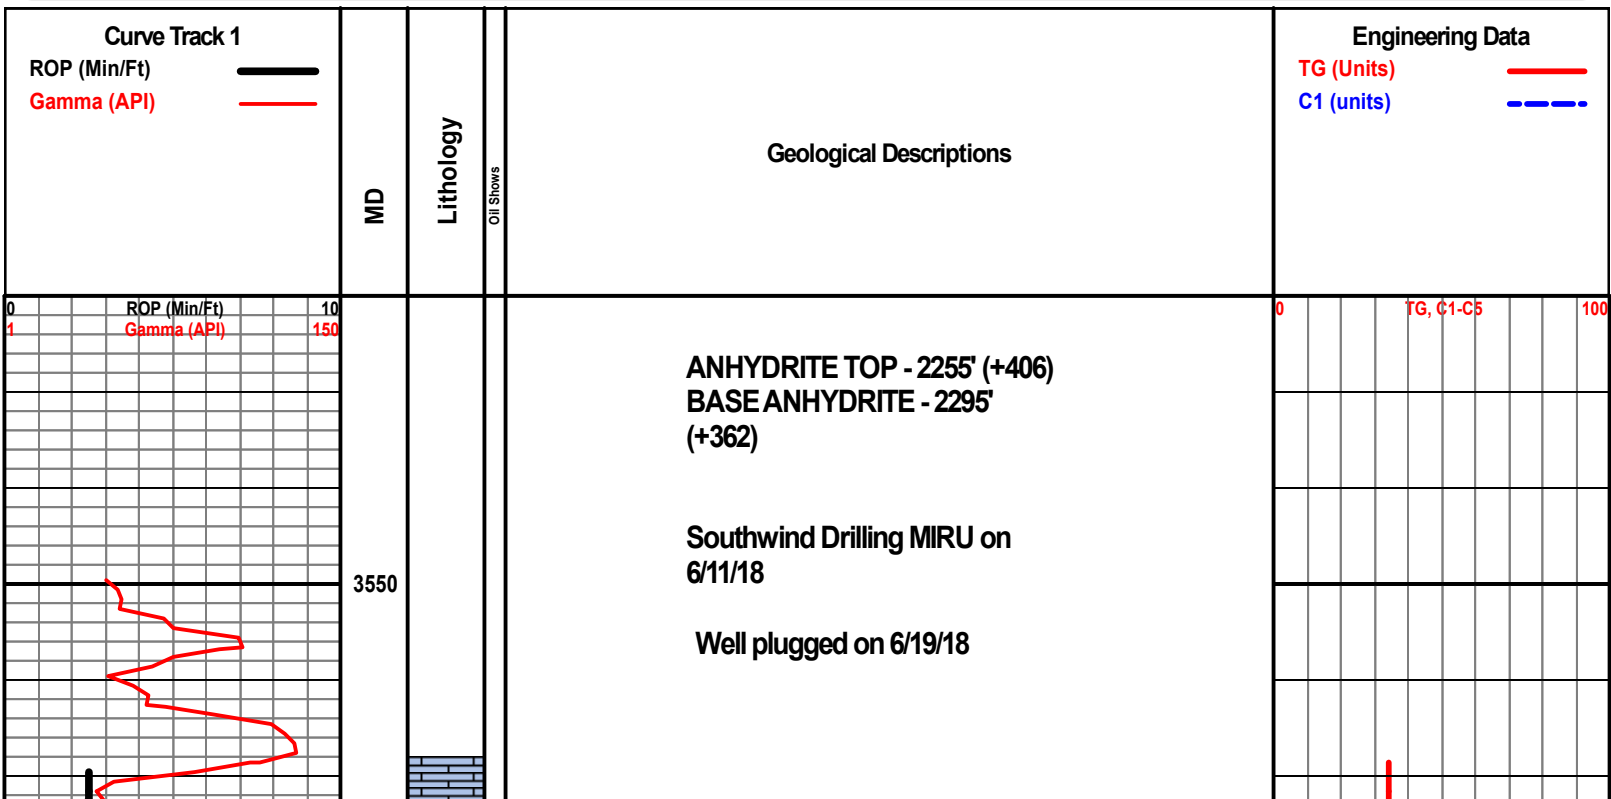 Curve Track 1
ROP (Min/Ft)
Gamma (API)
MD
Lithology
Oil Shows
Geological Descriptions
Engineering Data
TG (Units)
C1 (units)
0 ROP (Min/Ft) 10
1 Gamma (API) 150
0 TG, C1-C5 100
ANHYDRITE TOP - 2255' (+406)
BASE ANHYDRITE - 2295'
(+362)
Southwind Drilling MIRU on
6/11/18
3550
Well plugged on 6/19/18